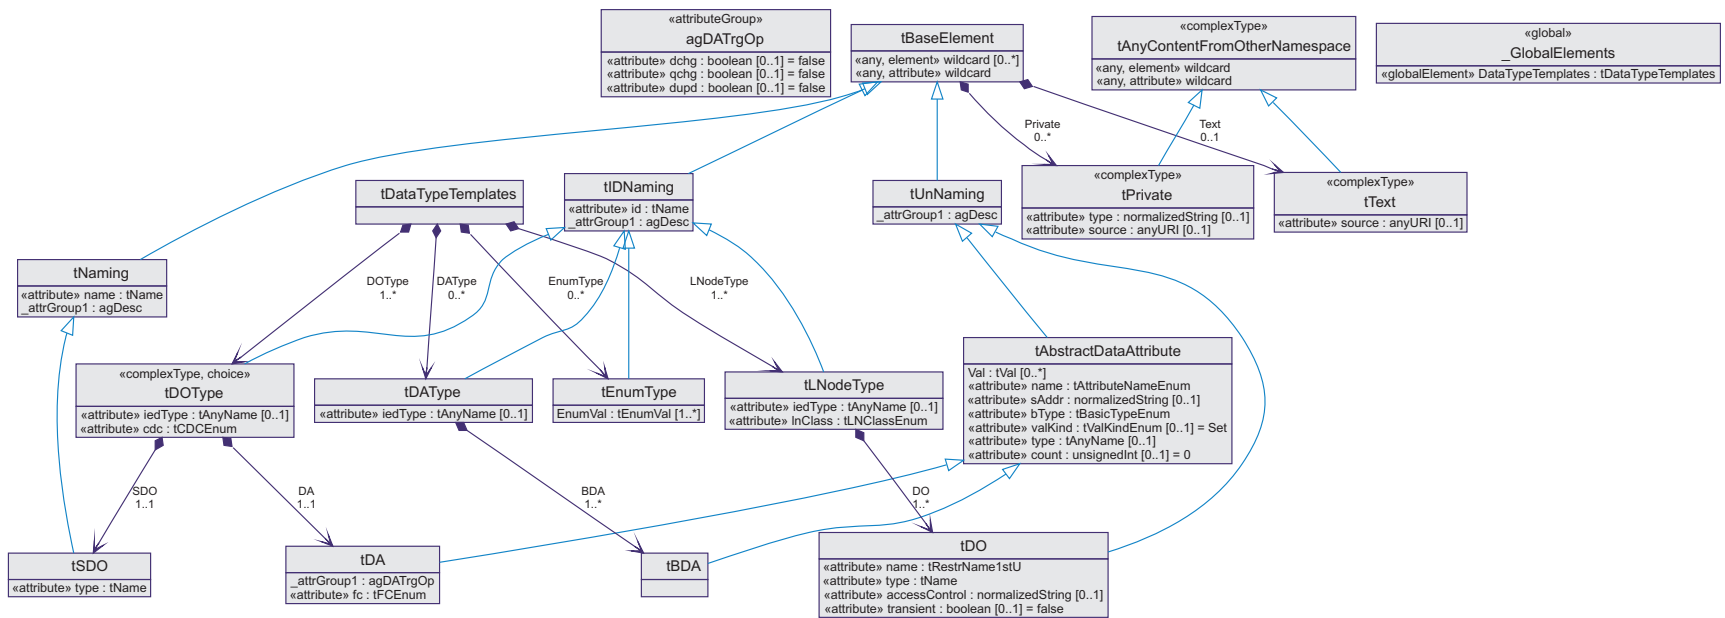 «attributeGroup»
agDATrgOp
«attribute» dchg : boolean [0..1] = false
«attribute» qchg : boolean [0..1] = false
«attribute» dupd : boolean [0..1] = false
tBaseElement
«any, element» wildcard [0..*]
«any, attribute» wildcard
«complexType»
tAnyContentFromOtherNamespace
«any, element» wildcard
«any, attribute» wildcard
«global»
_GlobalElements
«globalElement» DataTypeTemplates : tDataTypeTemplates
Private
0..*
Text
0..1
tDataTypeTemplates
tIDNaming
«attribute» id : tName
_attrGroup1 : agDesc
tUnNaming
_attrGroup1 : agDesc
«complexType»
tPrivate
«attribute» type : normalizedString [0..1]
«attribute» source : anyURI [0..1]
«complexType»
tText
«attribute» source : anyURI [0..1]
tNaming
«attribute» name : tName
_attrGroup1 : agDesc
DOType
1..*
DAType
0..*
EnumType
0..*
LNodeType
1..*
«complexType, choice»
tDOType
«attribute» iedType : tAnyName [0..1]
«attribute» cdc : tCDCEnum
tDAType
«attribute» iedType : tAnyName [0..1]
tEnumType
EnumVal : tEnumVal [1..*]
tLNodeType
«attribute» iedType : tAnyName [0..1]
«attribute» lnClass : tLNClassEnum
tAbstractDataAttribute
Val : tVal [0..*]
«attribute» name : tAttributeNameEnum
«attribute» sAddr : normalizedString [0..1]
«attribute» bType : tBasicTypeEnum
«attribute» valKind : tValKindEnum [0..1] = Set
«attribute» type : tAnyName [0..1]
«attribute» count : unsignedInt [0..1] = 0
SDO
1..1
DA
1..1
BDA
1..*
DO
1..*
tSDO
«attribute» type : tName
tDA
_attrGroup1 : agDATrgOp
«attribute» fc : tFCEnum
tBDA
tDO
«attribute» name : tRestrName1stU
«attribute» type : tName
«attribute» accessControl : normalizedString [0..1]
«attribute» transient : boolean [0..1] = false